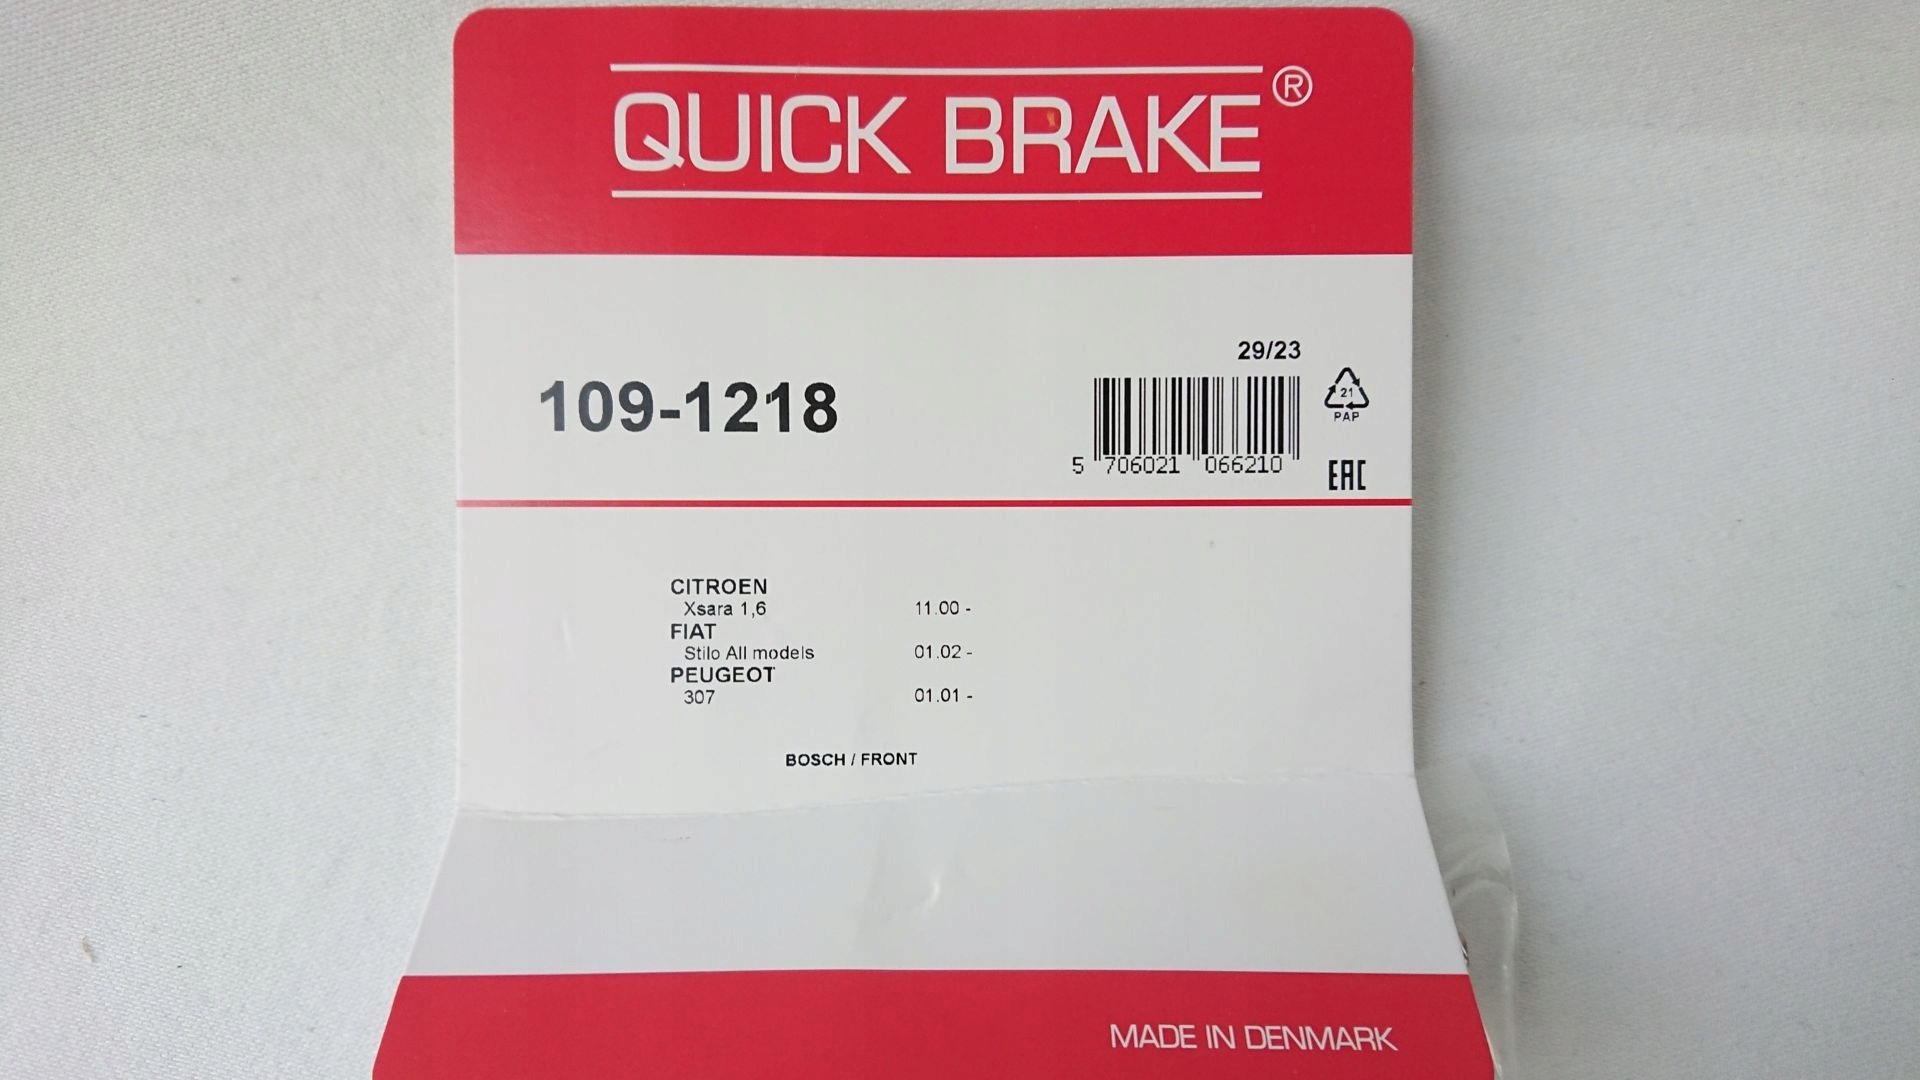 QUICK BRAKE®
29/23
109-1218
21
PAP
5 706021 066210
EAC
CITROEN
Xsara 1,6 11.00 -
FIAT
Stilo All models 01.02 -
PEUGEOT
307 01.01 -
BOSCH / FRONT
MADE IN DENMARK